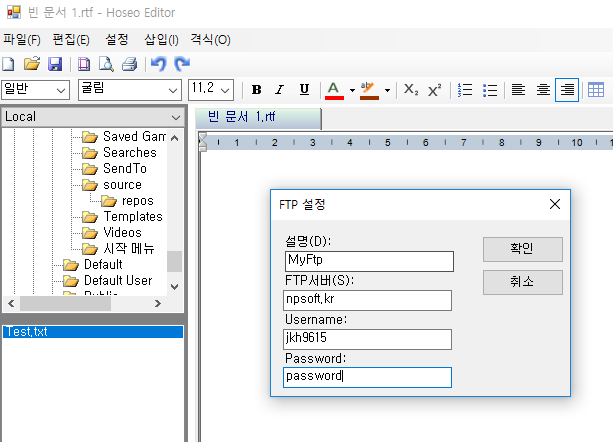 빈 문서 1.rtf - Hoseo Editor
파일(F) 편집(E) 설정 삽입(I) 격식(O)
일반 굴림 11,2 B I U A ab X₂ X²
Local
빈 문서 1,rtf
Saved Gam
Searches
SendTo
source
repos
Templates
Videos
시작 메뉴
Default
Default User
1 2 3 4 5 6 7 8 9 10 11
Test,txt
FTP 설정
설명(D):
MyFtp
확인
FTP서버(S):
npsoft,kr
취소
Username:
jkh9615
Password:
password